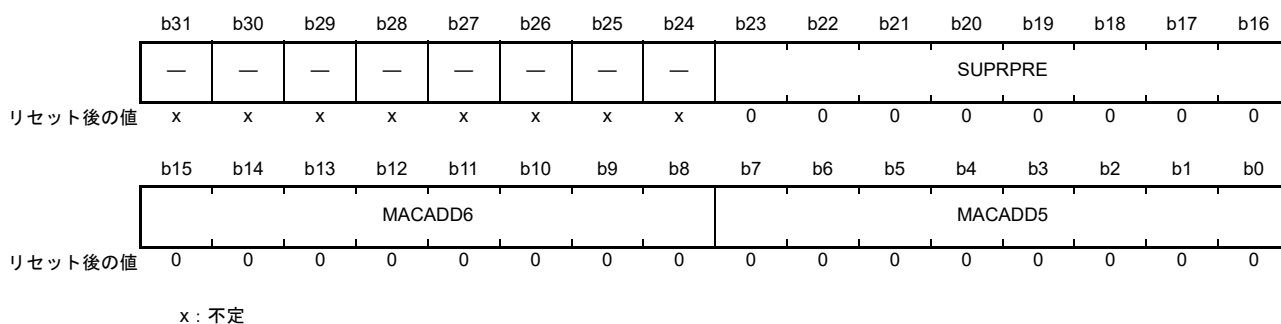 b31 b30 b29 b28 b27 b26 b25 b24 b23 b22 b21 b20 b19 b18 b17 b16
— — — — — — — — SUPRPRE
リセット後の値 x x x x x x x x 0 0 0 0 0 0 0 0
b15 b14 b13 b12 b11 b10 b9 b8 b7 b6 b5 b4 b3 b2 b1 b0
MACADD6 MACADD5
リセット後の値 0 0 0 0 0 0 0 0 0 0 0 0 0 0 0 0
x：不定